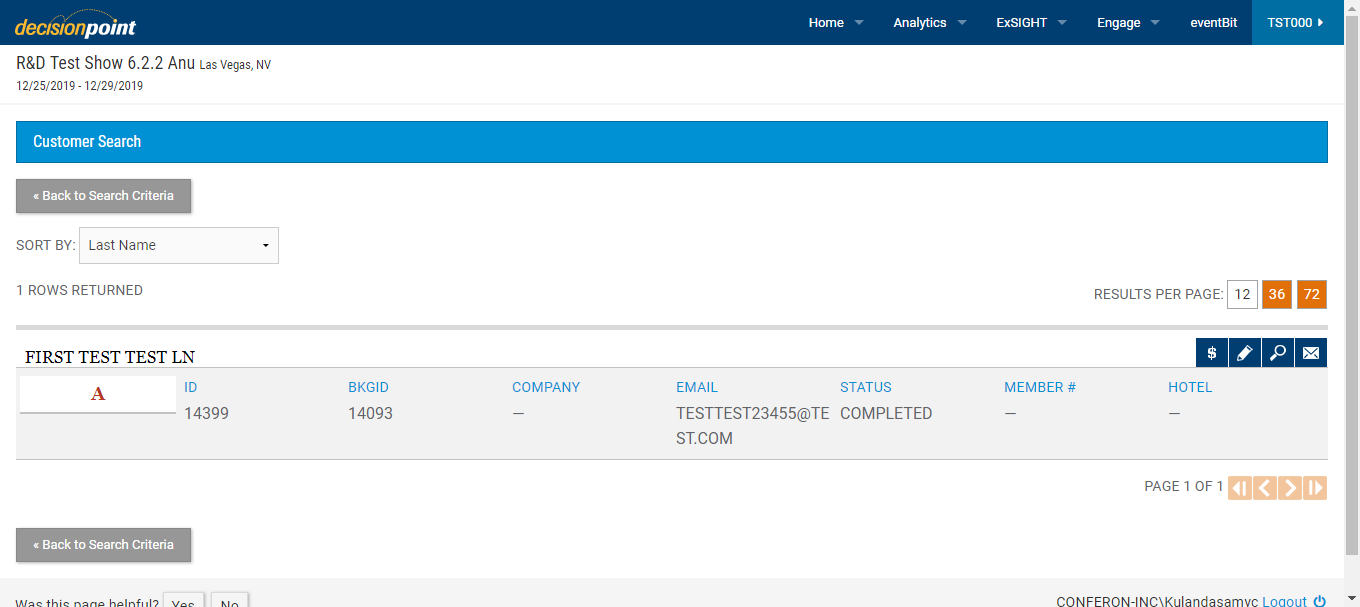 decisionpoint
Home Analytics ExSIGHT Engage eventBit TST000
R&D Test Show 6.2.2 Anu Las Vegas, NV
12/25/2019 - 12/29/2019
Customer Search
« Back to Search Criteria
SORT BY: Last Name
1 ROWS RETURNED
RESULTS PER PAGE: 12 36 72
FIRST TEST TEST LN
$
A
ID BKGID COMPANY EMAIL STATUS MEMBER # HOTEL
14399 14093 — TESTTEST23455@TE COMPLETED — —
ST.COM
PAGE 1 OF 1
« Back to Search Criteria
Was this page helpful? Yes No
CONFERON-INC\Kulandasamyc Logout